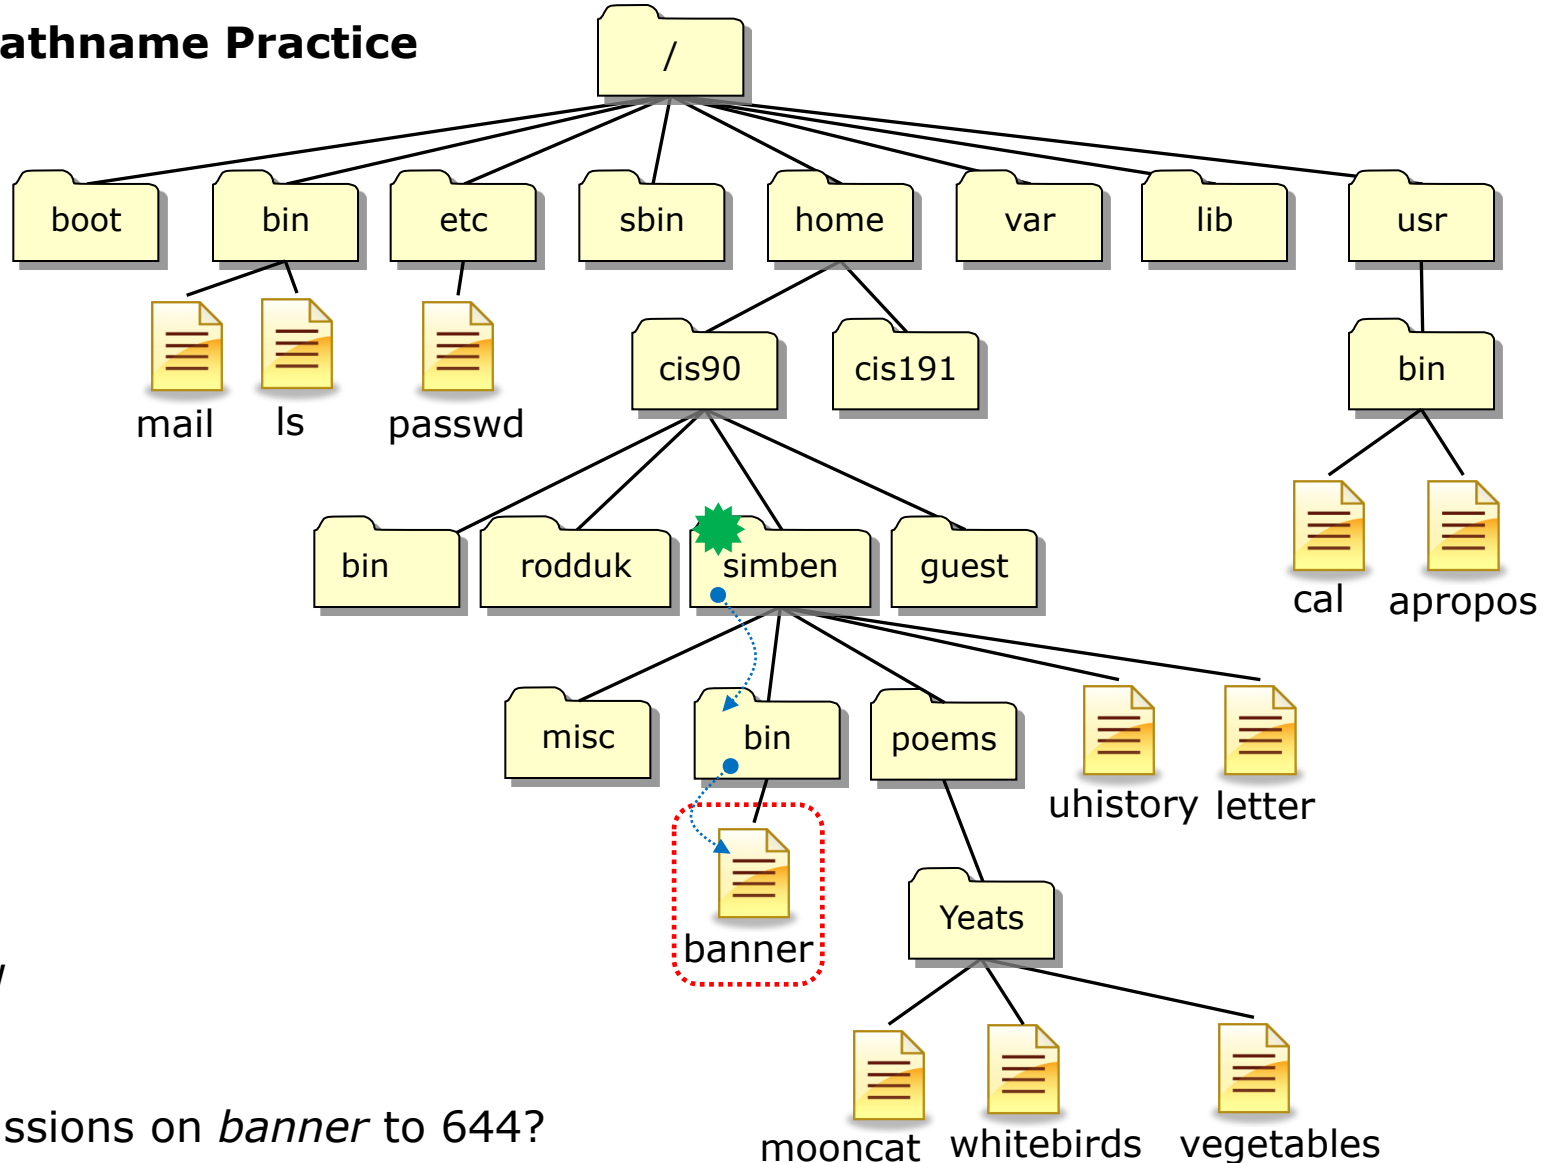 athname Practice
/
boot bin etc sbin home var lib usr
mail ls passwd
cis90 cis191 bin
bin rodduk simben guest
cal apropos
misc bin poems
uhistory letter
banner
Yeats
ssions on banner to 644?
mooncat whitebirds vegetables